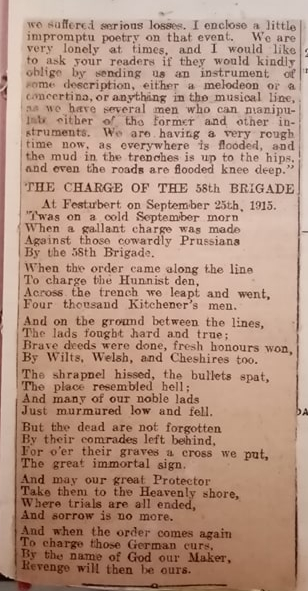 we suffered serious losses. I enclose a little
impromptu poetry on that event. We are
very lonely at times, and I would like
to ask your readers if they would kindly
oblige by sending us an instrument of
some description, either a melodeon or a
concertina, or anything in the musical line,
as we have several men who can manipu-
late either of the former and other in-
struments. We are having a very rough
time now, as everywhere is flooded, and
the mud in the trenches is up to the hips,
and even the roads are flooded knee deep."
THE CHARGE OF THE 58th BRIGADE
At Festubert on September 25th, 1915.
'Twas on a cold September morn
When a gallant charge was made
Against those cowardly Prussians
By the 58th Brigade.
When the order came along the line
To charge the Hunnist den,
Across the trench we leapt and went,
Four thousand Kitchener's men.
And on the ground between the lines,
The lads fought hard and true;
Brave deeds were done, fresh honours won,
By Wilts, Welsh, and Cheshires too.
The shrapnel hissed, the bullets spat,
The place resembled hell;
And many of our noble lads
Just murmured low and fell.
But the dead are not forgotten
By their comrades left behind,
For o'er their graves a cross we put,
The great immortal sign.
And may our great Protector
Take them to the Heavenly shore,
Where trials are all ended,
And sorrow is no more.
And when the order comes again
To charge those German curs,
By the name of God our Maker,
Revenge will then be ours.